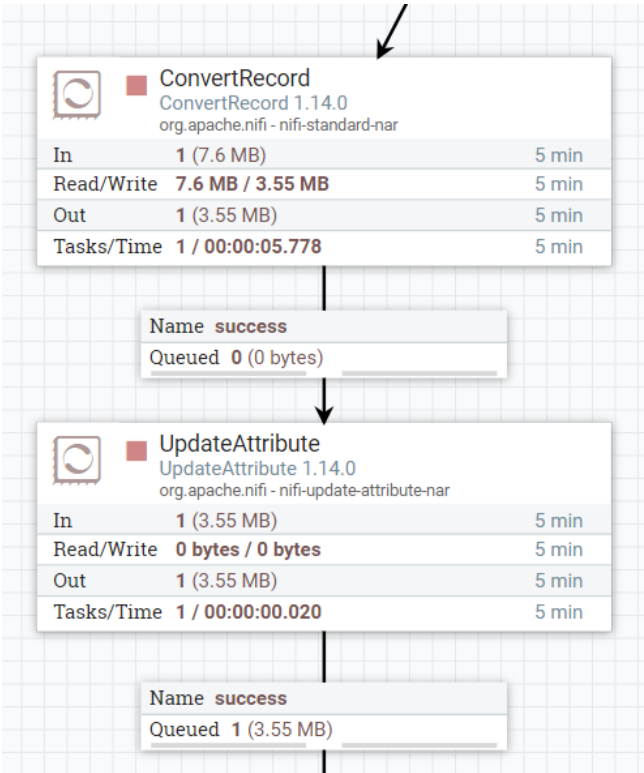 ConvertRecord
ConvertRecord 1.14.0
org.apache.nifi - nifi-standard-nar
In 1 (7.6 MB) 5 min
Read/Write 7.6 MB / 3.55 MB 5 min
Out 1 (3.55 MB) 5 min
Tasks/Time 1 / 00:00:05.778 5 min
Name success
Queued 0 (0 bytes)
UpdateAttribute
UpdateAttribute 1.14.0
org.apache.nifi - nifi-update-attribute-nar
In 1 (3.55 MB) 5 min
Read/Write 0 bytes / 0 bytes 5 min
Out 1 (3.55 MB) 5 min
Tasks/Time 1 / 00:00:00.020 5 min
Name success
Queued 1 (3.55 MB)